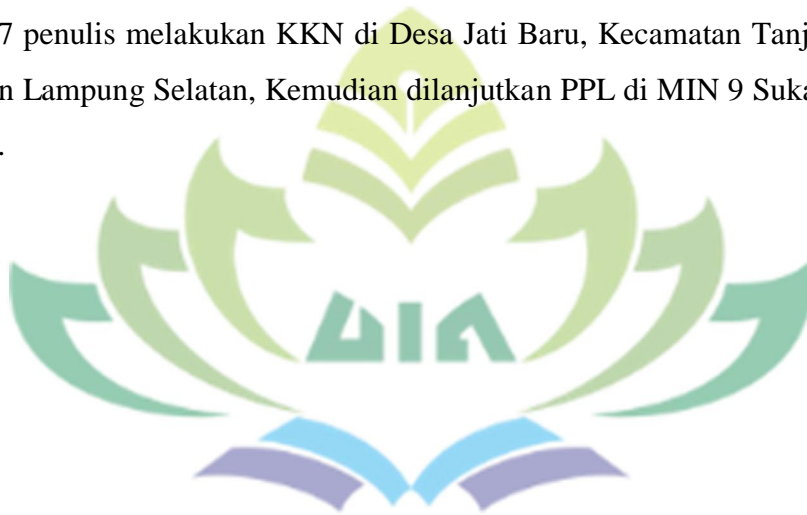 7 penulis melakukan KKN di Desa Jati Baru, Kecamatan Tanj
n Lampung Selatan, Kemudian dilanjutkan PPL di MIN 9 Suka
.
UIN